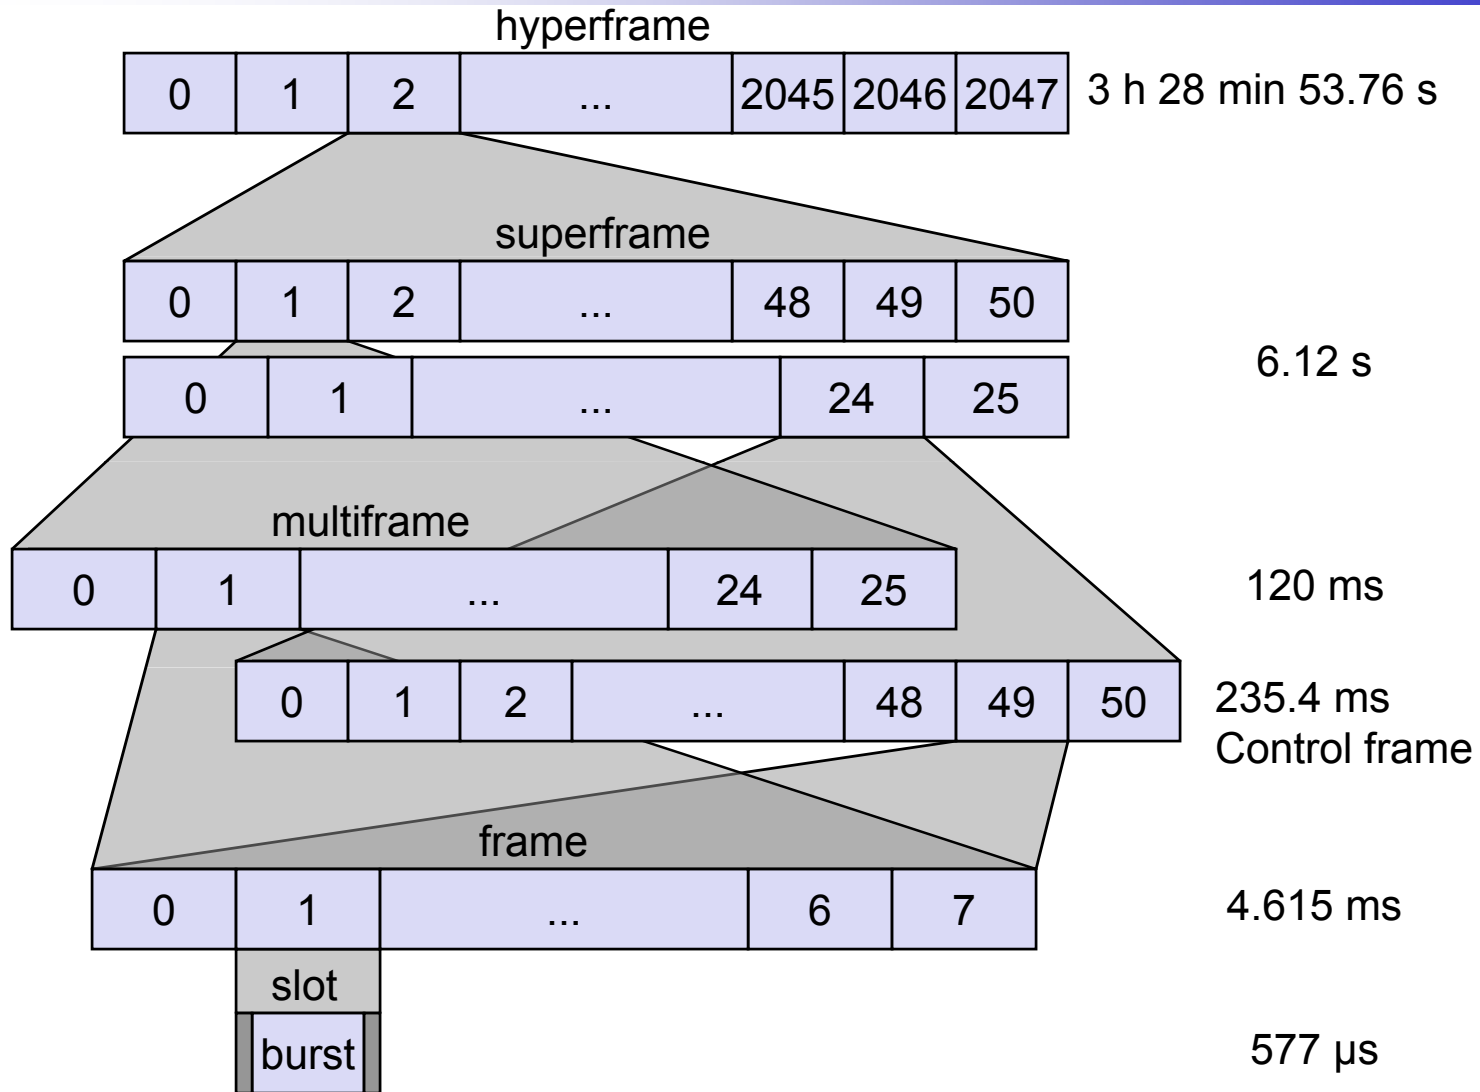 hyperframe
0 1 2 ... 2045 2046 2047 3 h 28 min 53.76 s
superframe
0 1 2 ... 48 49 50
6.12 s
0 1 ... 24 25
multiframe
0 1 ... 24 25 120 ms
0 1 2 ... 48 49 50 235.4 ms
Control frame
frame
0 1 ... 6 7 4.615 ms
slot
burst 577 µs